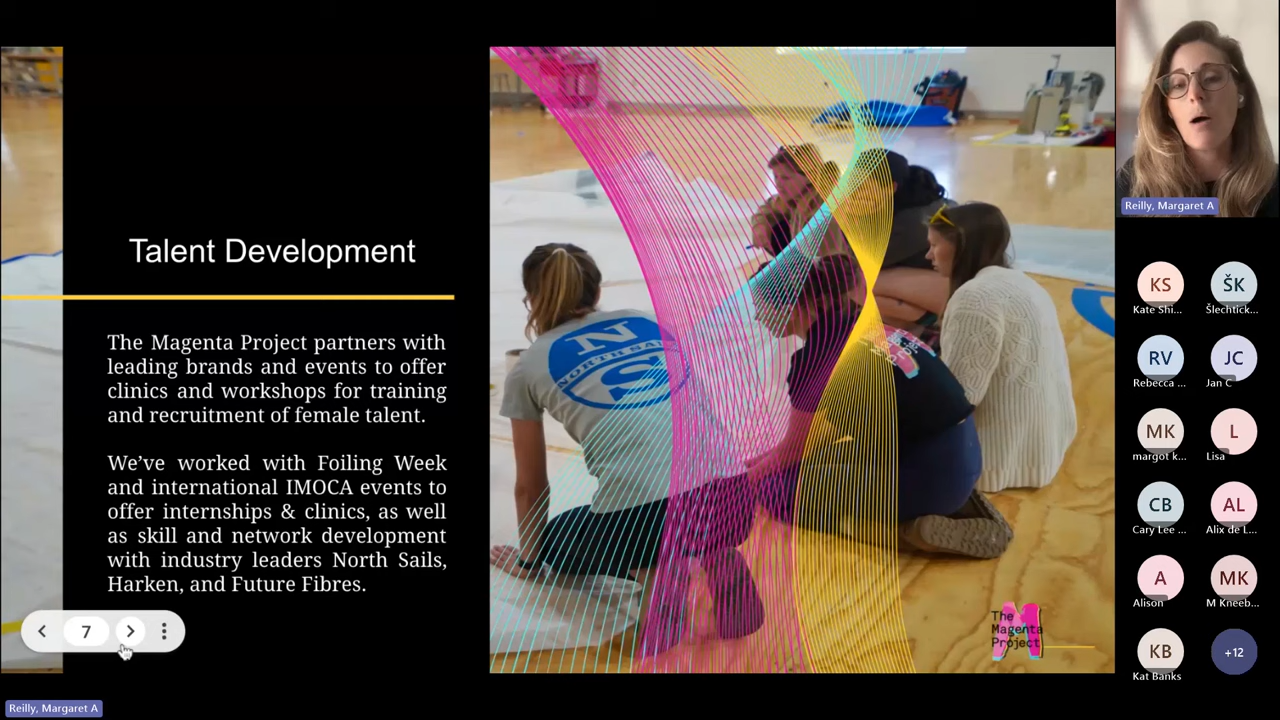 Talent Development
The Magenta Project partners with
leading brands and events to offer
clinics and workshops for training
and recruitment of female talent.
We've worked with Foiling Week
and international IMOCA events to
offer internships & clinics, as well
as skill and network development
with industry leaders North Sails,
Harken, and Future Fibres.
7
N
NORTH SAILS
S
The
Magenta
Project
Reilly, Margaret A
KS
Kate Shi...
ŠK
Šlechtick...
RV
Rebecca ...
JC
Jan C
MK
margot k...
L
Lisa
CB
Cary Lee ...
AL
Alix de L...
A
Alison
MK
M Kneeb...
KB
Kat Banks
+12
Reilly, Margaret A